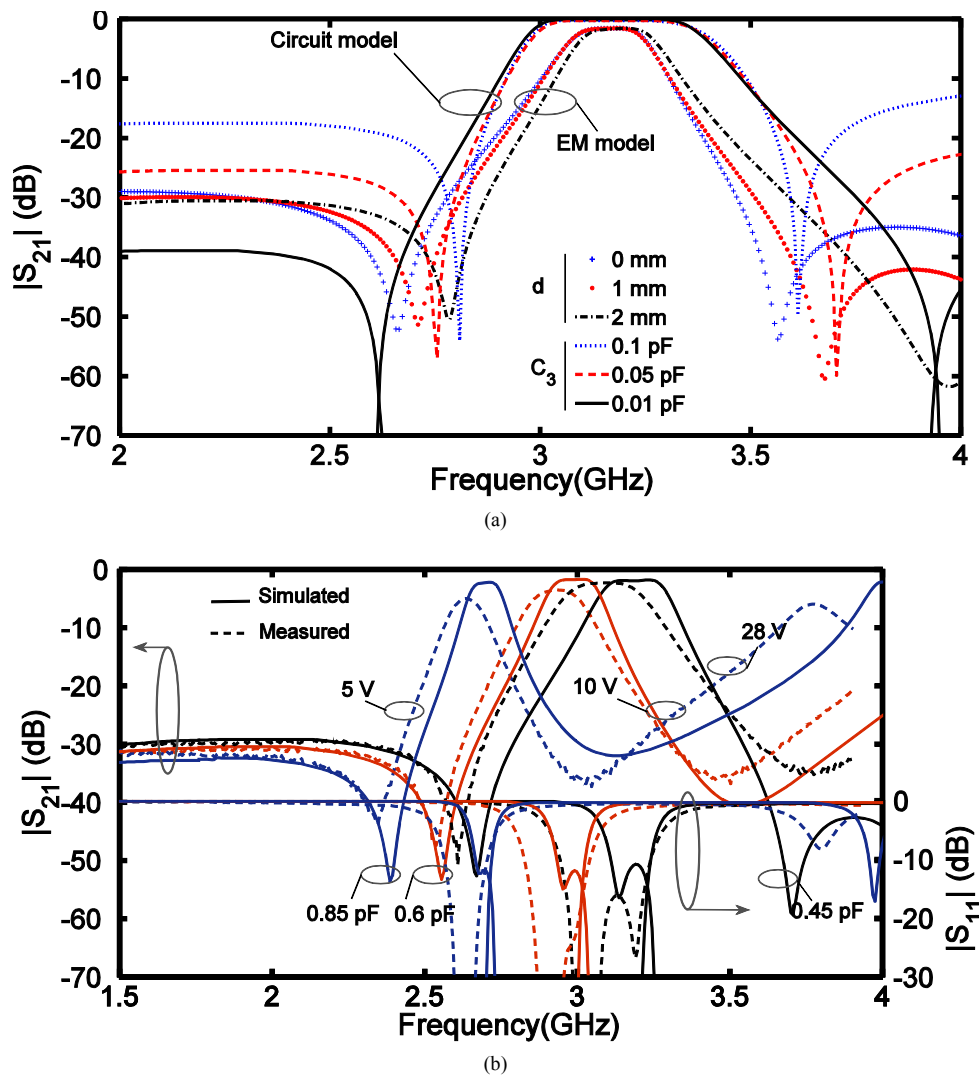 0
-10
-20
-30
-40
-50
-60
-70
|S21| (dB)
Circuit model
EM model
d
0 mm
1 mm
2 mm
C3
0.1 pF
0.05 pF
0.01 pF
2
2.5
3
3.5
4
Frequency(GHz)
(a)
0
-10
-20
-30
-40
-50
-60
-70
|S21| (dB)
Simulated
Measured
5 V
10 V
28 V
0.85 pF
0.6 pF
0.45 pF
0
-10
-20
-30
|S11| (dB)
1.5
2
2.5
3
3.5
4
Frequency(GHz)
(b)